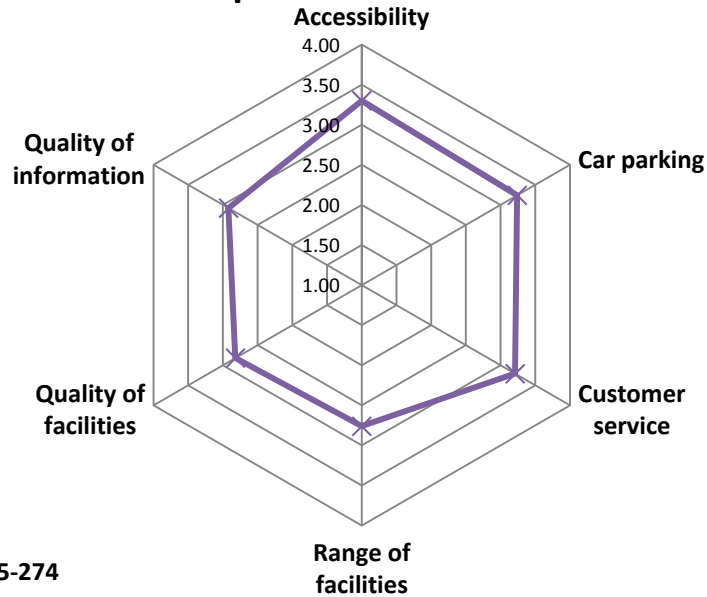 Accessibility
4.00
3.50
3.00
2.50
2.00
1.50
1.00
Quality of
information
Car parking
Quality of
facilities
Customer
service
Range of
facilities
5-274